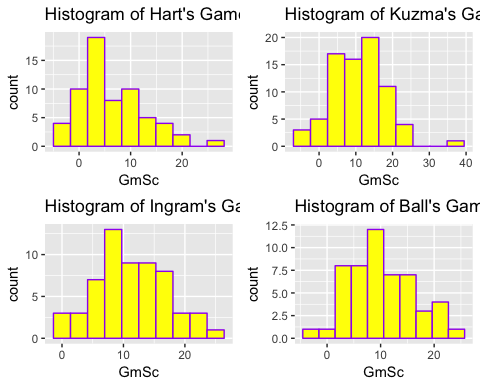 Histogram of Hart's Game
count
15
10
5
0
0
10
20
GmSc
Histogram of Kuzma's Ga
count
20
15
10
5
0
0
10
20
30
40
GmSc
Histogram of Ingram's Ga
count
10
5
0
0
10
20
GmSc
Histogram of Ball's Gam
count
12.5
10.0
7.5
5.0
2.5
0.0
0
10
20
GmSc